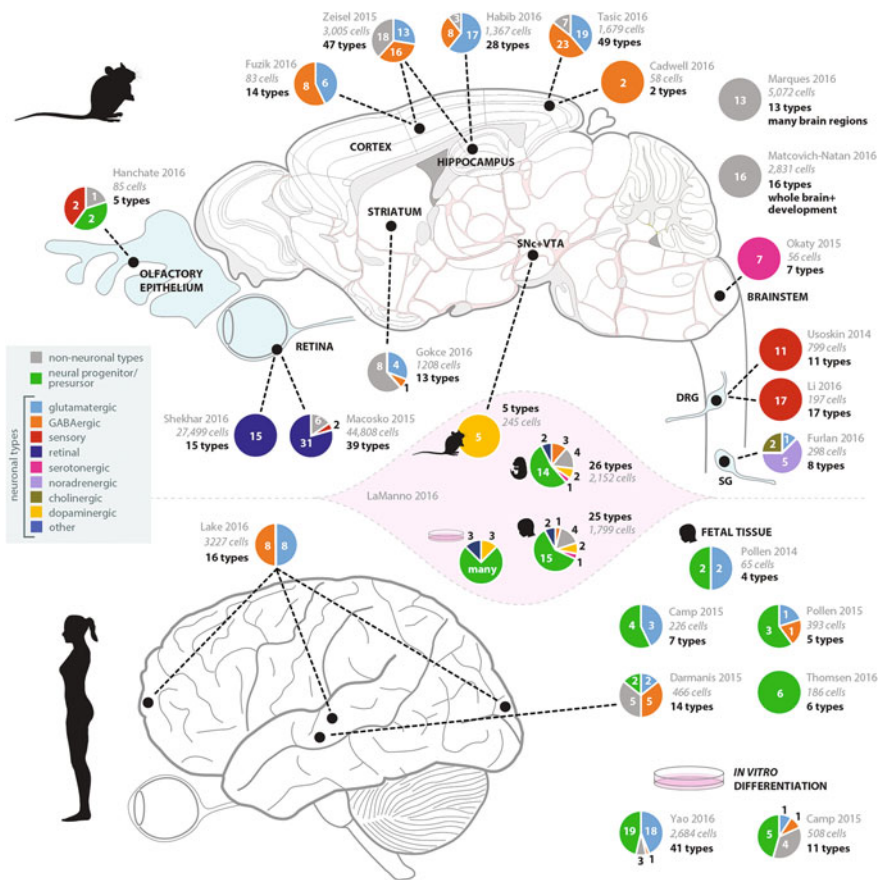 Zeisel 2015
3,005 cells
47 types
18
13
16
Habib 2016
1,367 cells
28 types
3
8
17
Tasic 2016
1,679 cells
49 types
7
19
23
Fuzik 2016
83 cells
14 types
8
6
Cadwell 2016
58 cells
2 types
2
Marques 2016
5,072 cells
13 types
many brain regions
13
CORTEX
HIPPOCAMPUS
Matcovich-Natan 2016
2,831 cells
16 types
whole brain+
development
16
Hanchate 2016
85 cells
5 types
2
1
2
STRIATUM
SNc+VTA
Okaty 2015
56 cells
7 types
7
OLFACTORY
EPITHELIUM
BRAINSTEM
RETINA
Usoskin 2014
799 cells
11 types
11
non-neuronal types
neural progenitor/
prepursor
neuronal types
glutamatergic
GABAergic
sensory
retinal
serotonergic
noradrenergic
cholinergic
dopaminergic
other
Gokce 2016
1208 cells
13 types
8
4
1
DRG
Li 2016
197 cells
17 types
17
Shekhar 2016
27,499 cells
15 types
15
Macosko 2015
44,808 cells
39 types
6
2
31
5 types
245 cells
5
Furlan 2016
298 cells
8 types
2
1
5
SG
2
3
4
2
1
14
26 types
2,152 cells
LaManno 2016
25 types
1,799 cells
2
1
4
2
1
15
3
3
many
Lake 2016
3227 cells
16 types
8
8
FETAL TISSUE
Pollen 2014
65 cells
4 types
2
2
Camp 2015
226 cells
7 types
4
3
Pollen 2015
393 cells
5 types
1
3
1
Darmanis 2015
466 cells
14 types
2
2
5
5
Thomsen 2016
186 cells
6 types
6
IN VITRO
DIFFERENTIATION
Yao 2016
2,684 cells
41 types
19
18
3
1
Camp 2015
508 cells
11 types
1
1
5
4